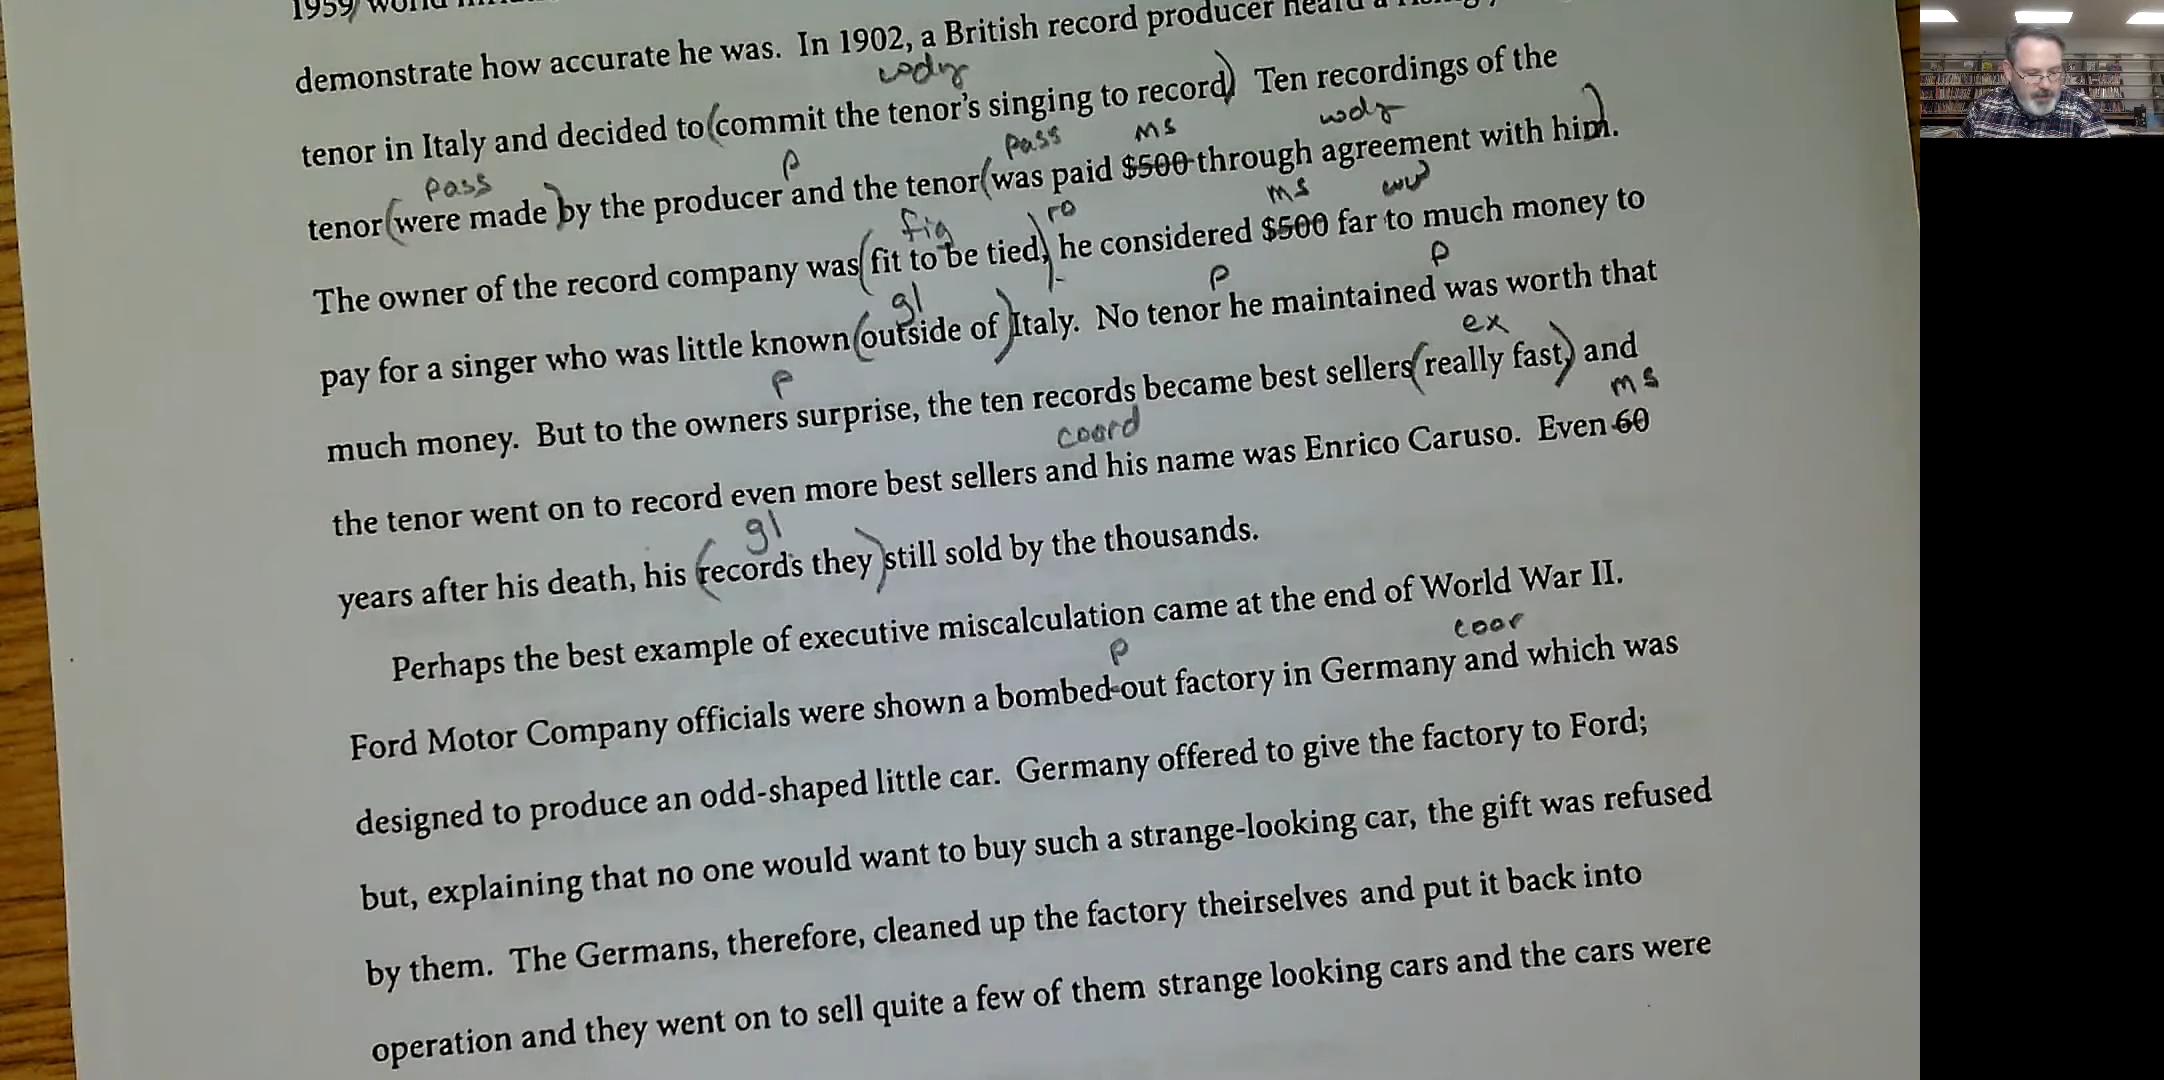 1959 world
demonstrate how accurate he was. In 1902, a British record producer heard a
wdy
tenor in Italy and decided to (commit the tenor's singing to record) Ten recordings of the
pass p pass ms wdy
tenor (were made) by the producer and the tenor (was paid $500 through agreement with him).
fig ro ms ww
The owner of the record company was (fit to be tied,) he considered $500 far to much money to
gl p p
pay for a singer who was little known (outside of) Italy. No tenor he maintained was worth that
p ex
much money. But to the owners surprise, the ten records became best sellers (really fast,) and
coord ms
the tenor went on to record even more best sellers and his name was Enrico Caruso. Even 60
gl
years after his death, his (records they) still sold by the thousands.
Perhaps the best example of executive miscalculation came at the end of World War II.
p coor
Ford Motor Company officials were shown a bombed-out factory in Germany and which was
designed to produce an odd-shaped little car. Germany offered to give the factory to Ford;
but, explaining that no one would want to buy such a strange-looking car, the gift was refused
by them. The Germans, therefore, cleaned up the factory theirselves and put it back into
operation and they went on to sell quite a few of them strange looking cars and the cars were